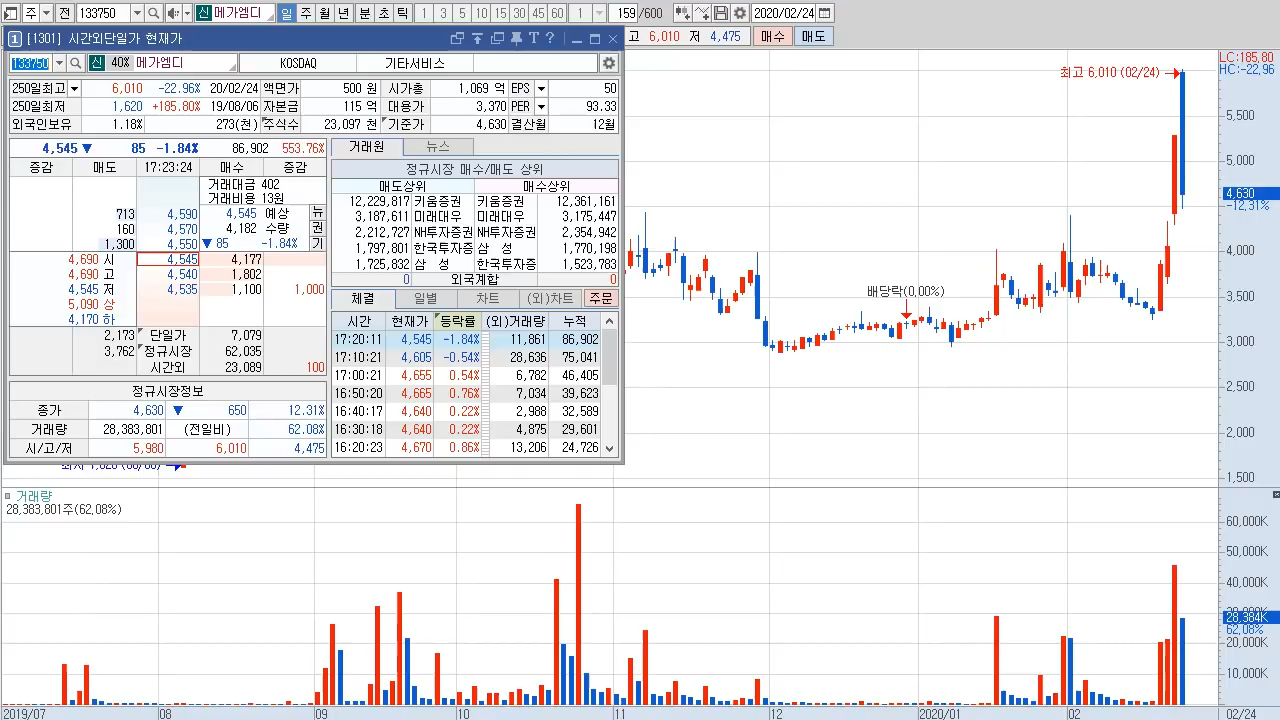 주 전 133750 신 메가엠디 일 주 월 년 분 초 틱 1 3 5 10 15 30 45 60 1 159 /600 2020/02/24
[1301] 시간외단일가 현재가
고 6,010 저 4,475 매수 매도
133750 신 40% 메가엠디 KOSDAQ 기타서비스
250일최고 6,010 -22.96% 20/02/24 액면가 500 원 시가총 1,069 억 EPS 50
250일최저 1,620 +185.80% 19/08/06 자본금 115 억 대용가 3,370 PER 93.33
외국인보유 1.18% 273(천) 주식수 23,097 천 기준가 4,630 결산월 12월
4,545 ▼ 85 -1.84% 86,902 553.76%
증감 매도 17:23:24 매수 증감
거래대금 402
거래비용 13원
713 4,590 4,545 예상 뉴
160 4,570 4,182 수량 권
1,300 4,550 ▼ 85 -1.84% 기
4,690 시 4,545 4,177
4,690 고 4,540 1,802
4,545 저 4,535 1,100 1,000
5,090 상
4,170 하
2,173 단일가 7,079
3,762 정규시장 62,035
시간외 23,089 100
정규시장정보
종가 4,630 ▼ 650 12.31%
거래량 28,383,801 (전일비) 62.08%
시/고/저 5,980 6,010 4,475
거래원 뉴스
정규시장 매수/매도 상위
매도상위 매수상위
12,229,817 키움증권 키움증권 12,361,161
3,187,611 미래대우 미래대우 3,175,447
2,212,727 NH투자증권 NH투자증권 2,354,942
1,797,801 한국투자증 삼 성 1,770,198
1,725,832 삼 성 한국투자증 1,523,783
0 외국계합 0
체결 일별 차트 (외)차트 주문
시간 현재가 등락률 (외)거래량 누적
17:20:11 4,545 -1.84% 11,861 86,902
17:10:21 4,605 -0.54% 28,636 75,041
17:00:21 4,655 0.54% 6,782 46,405
16:50:20 4,665 0.76% 7,034 39,623
16:40:17 4,640 0.22% 2,988 32,589
16:30:18 4,640 0.22% 4,875 29,601
16:20:23 4,670 0.86% 13,206 24,726
최고 6,010 (02/24)
LC:185.80
HC:-22.96
5,500
5,000
4,630
-12.31%
4,000
3,500
3,000
2,500
2,000
1,500
배당락(0.00%)
거래량
28,383,801주(62.08%)
60,000K
50,000K
40,000K
28,384K
62.08%
20,000K
10,000K
2019/07 08 09 10 11 12 2020/01 02 02/24